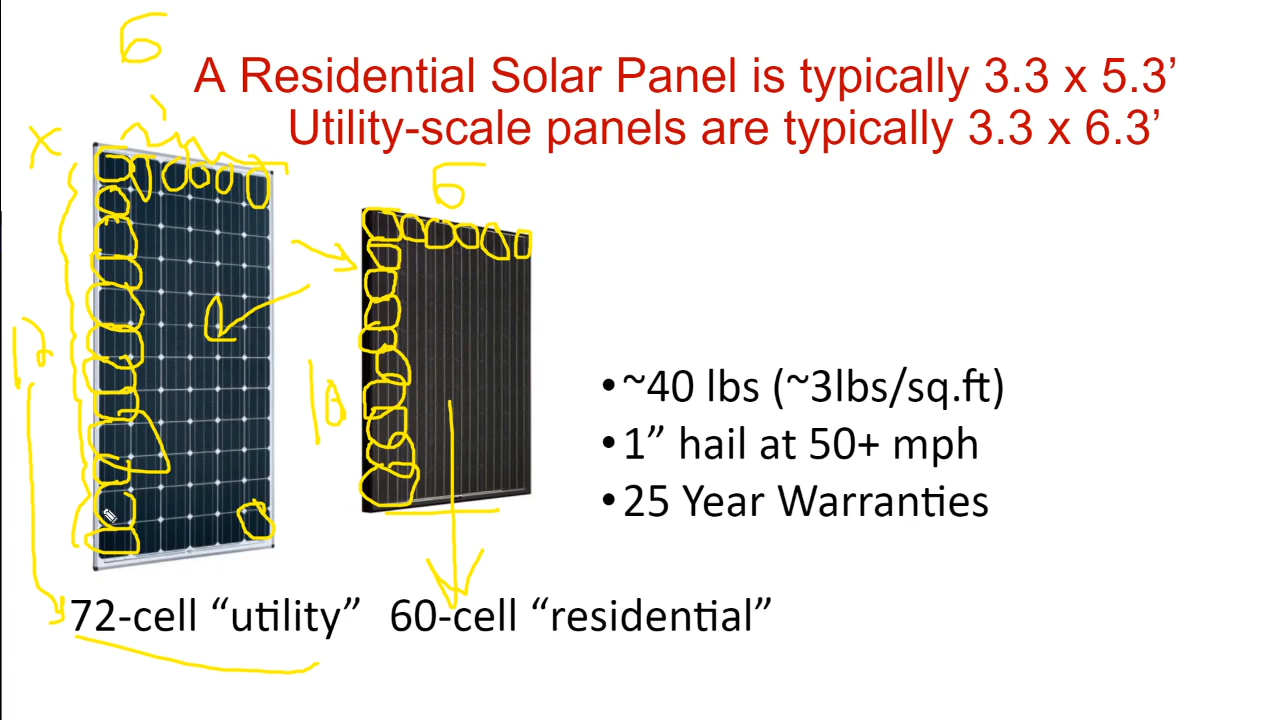 6
A Residential Solar Panel is typically 3.3 x 5.3’
Utility-scale panels are typically 3.3 x 6.3’
x
6
12
10
•~40 lbs (~3lbs/sq.ft)
•1” hail at 50+ mph
•25 Year Warranties
72-cell “utility” 60-cell “residential”